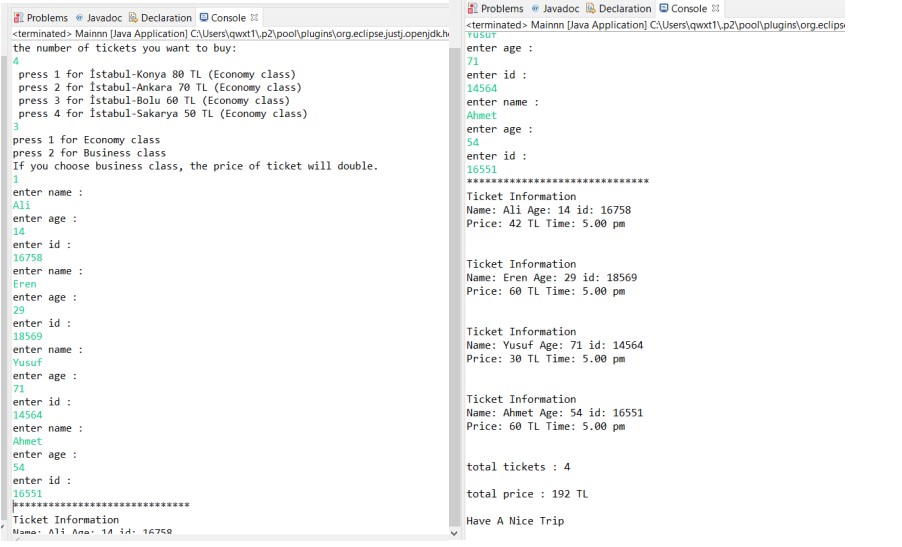 Problems Javadoc Declaration Console
<terminated> Mainnn [Java Application] C:\Users\qwxt1\.p2\pool\plugins\org.eclipse.justj.openjdk.h
the number of tickets you want to buy:
4
press 1 for İstabul-Konya 80 TL (Economy class)
press 2 for İstabul-Ankara 70 TL (Economy class)
press 3 for İstabul-Bolu 60 TL (Economy class)
press 4 for İstabul-Sakarya 50 TL (Economy class)
3
press 1 for Economy class
press 2 for Business class
If you choose business class, the price of ticket will double.
1
enter name :
Ali
enter age :
14
enter id :
16758
enter name :
Eren
enter age :
29
enter id :
18569
enter name :
Yusuf
enter age :
71
enter id :
14564
enter name :
Ahmet
enter age :
54
enter id :
16551
******************************
Ticket Information
Name: Ali Age: 14 id: 16758
Problems Javadoc Declaration Console
<terminated> Mainnn [Java Application] C:\Users\qwxt1\.p2\pool\plugins\org.eclipse
Yusuf
enter age :
71
enter id :
14564
enter name :
Ahmet
enter age :
54
enter id :
16551
******************************
Ticket Information
Name: Ali Age: 14 id: 16758
Price: 42 TL Time: 5.00 pm
Ticket Information
Name: Eren Age: 29 id: 18569
Price: 60 TL Time: 5.00 pm
Ticket Information
Name: Yusuf Age: 71 id: 14564
Price: 30 TL Time: 5.00 pm
Ticket Information
Name: Ahmet Age: 54 id: 16551
Price: 60 TL Time: 5.00 pm
total tickets : 4
total price : 192 TL
Have A Nice Trip